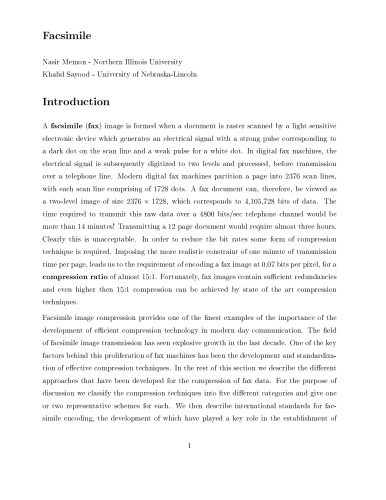 Facsimile
Nasir Memon - Northern Illinois University
Khalid Sayood - University of Nebraska-Lincoln
Introduction
A facsimile (fax) image is formed when a document is raster scanned by a light sensitive
electronic device which generates an electrical signal with a strong pulse corresponding to
a dark dot on the scan line and a weak pulse for a white dot. In digital fax machines, the
electrical signal is subsequently digitized to two levels and processed, before transmission
over a telephone line. Modern digital fax machines partition a page into 2376 scan lines,
with each scan line comprising of 1728 dots. A fax document can, therefore, be viewed as
a two-level image of size 2376 × 1728, which corresponds to 4,105,728 bits of data. The
time required to transmit this raw data over a 4800 bits/sec telephone channel would be
more than 14 minutes! Transmitting a 12 page document would require almost three hours.
Clearly this is unacceptable. In order to reduce the bit rates some form of compression
technique is required. Imposing the more realistic constraint of one minute of transmission
time per page, leads us to the requirement of encoding a fax image at 0.07 bits per pixel, for a
compression ratio of almost 15:1. Fortunately, fax images contain sufficient redundancies
and even higher then 15:1 compression can be achieved by state of the art compression
techniques.
Facsimile image compression provides one of the finest examples of the importance of the
development of efficient compression technology in modern day communication. The field
of facsimile image transmission has seen explosive growth in the last decade. One of the key
factors behind this proliferation of fax machines has been the development and standardiza-
tion of effective compression techniques. In the rest of this section we describe the different
approaches that have been developed for the compression of fax data. For the purpose of
discussion we classify the compression techniques into five different categories and give one
or two representative schemes for each. We then describe international standards for fac-
simile encoding, the development of which have played a key role in the establishment of
1